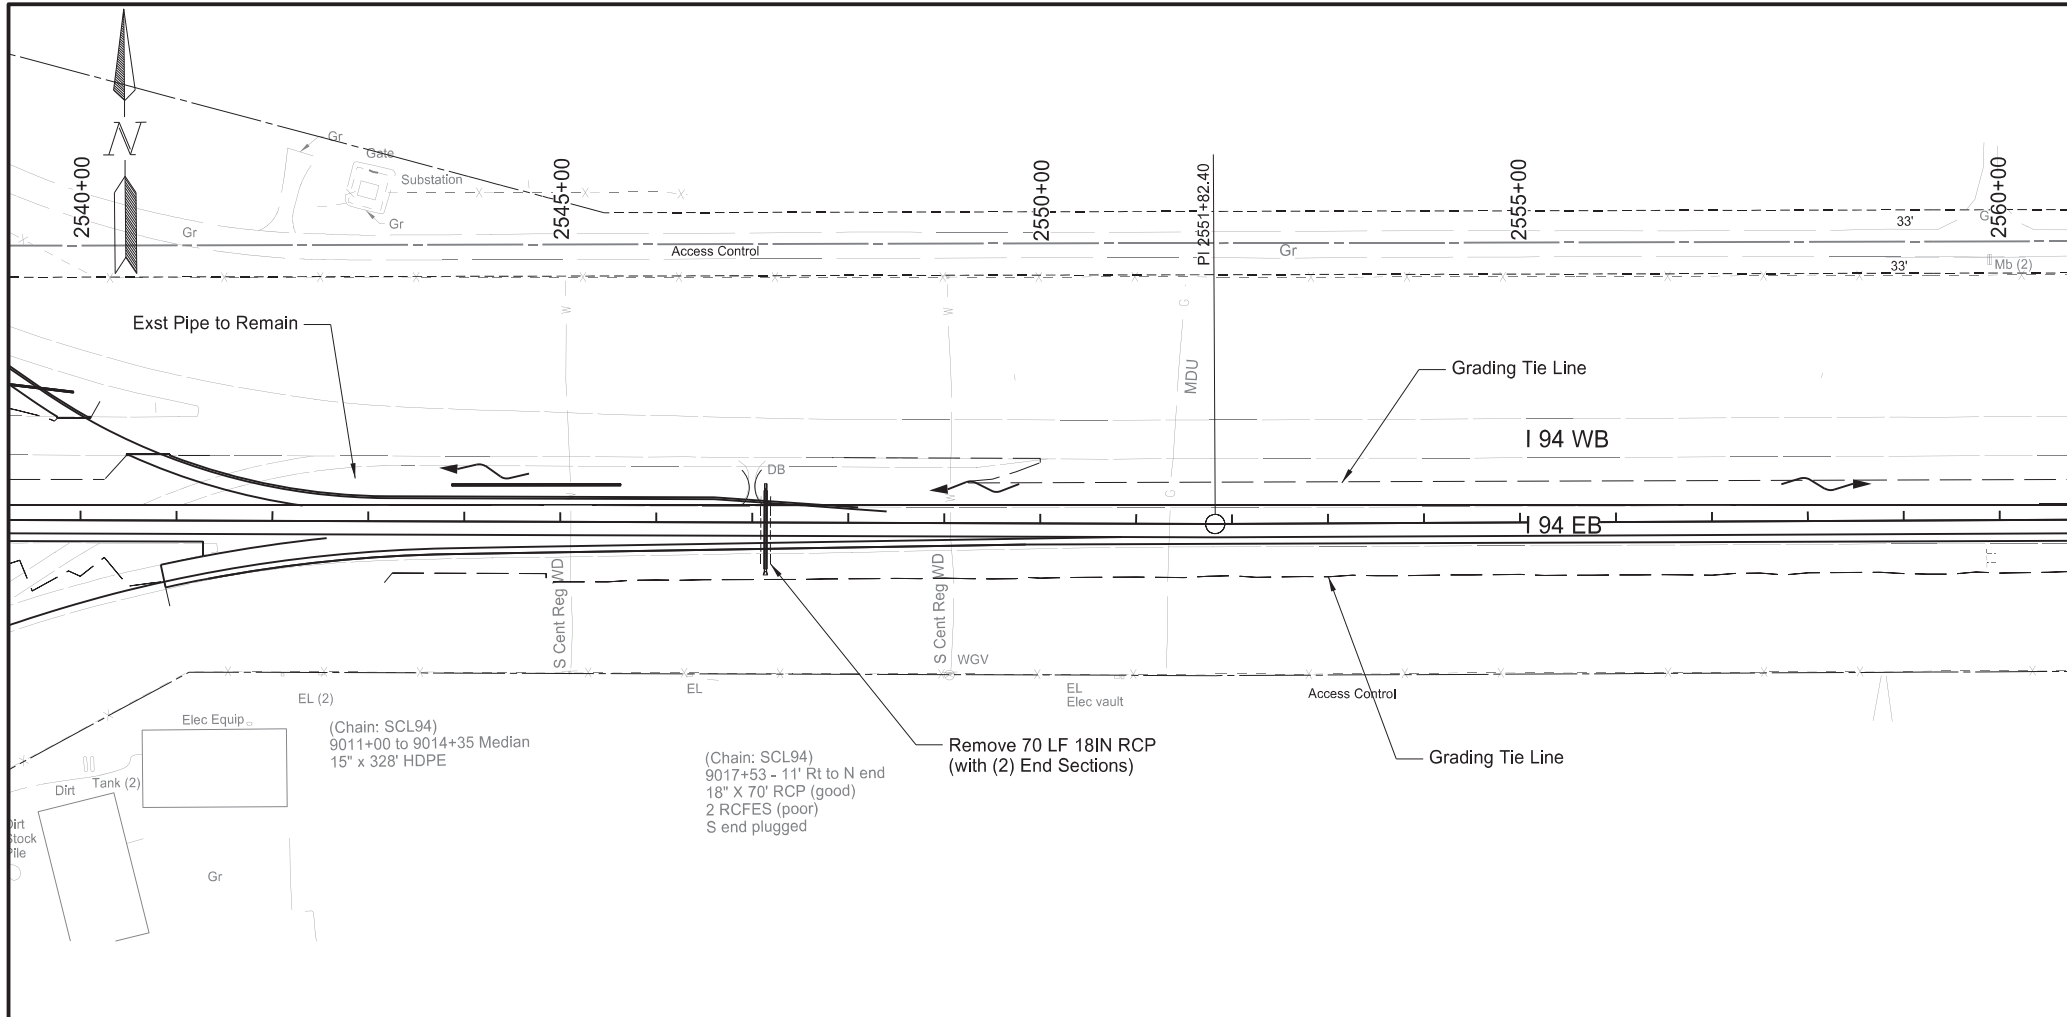 N
2540+00
2545+00
2550+00
PI 2551+82.40
2555+00
2560+00
Gr
Gate
Substation
Gr
Gr
Access Control
Gr
33'
33'
Mb (2)
Exst Pipe to Remain
W
W
G
MDU
Grading Tie Line
I 94 WB
DB
W
G
I 94 EB
S Cent Reg WD
S Cent Reg WD
WGV
EL (2)
EL
EL
Elec vault
Access Control
Elec Equip
(Chain: SCL94)
9011+00 to 9014+35 Median
15" x 328' HDPE
(Chain: SCL94)
9017+53 - 11' Rt to N end
18" X 70' RCP (good)
2 RCFES (poor)
S end plugged
Remove 70 LF 18IN RCP
(with (2) End Sections)
Grading Tie Line
Tank (2)
Dirt
Dirt
Stock
Pile
Gr